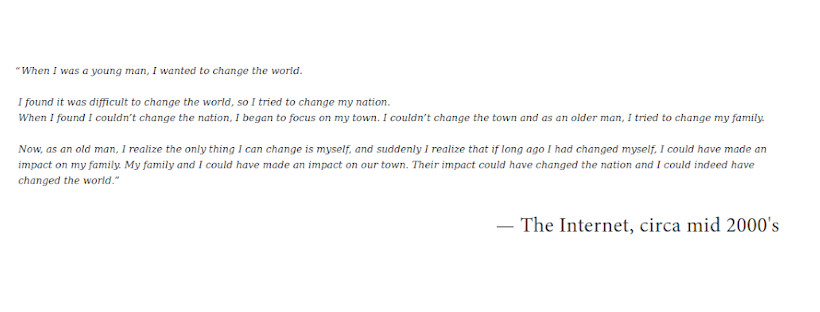 “When I was a young man, I wanted to change the world.
I found it was difficult to change the world, so I tried to change my nation.
When I found I couldn’t change the nation, I began to focus on my town. I couldn’t change the town and as an older man, I tried to change my family.
Now, as an old man, I realize the only thing I can change is myself, and suddenly I realize that if long ago I had changed myself, I could have made an
impact on my family. My family and I could have made an impact on our town. Their impact could have changed the nation and I could indeed have
changed the world.”
— The Internet, circa mid 2000's